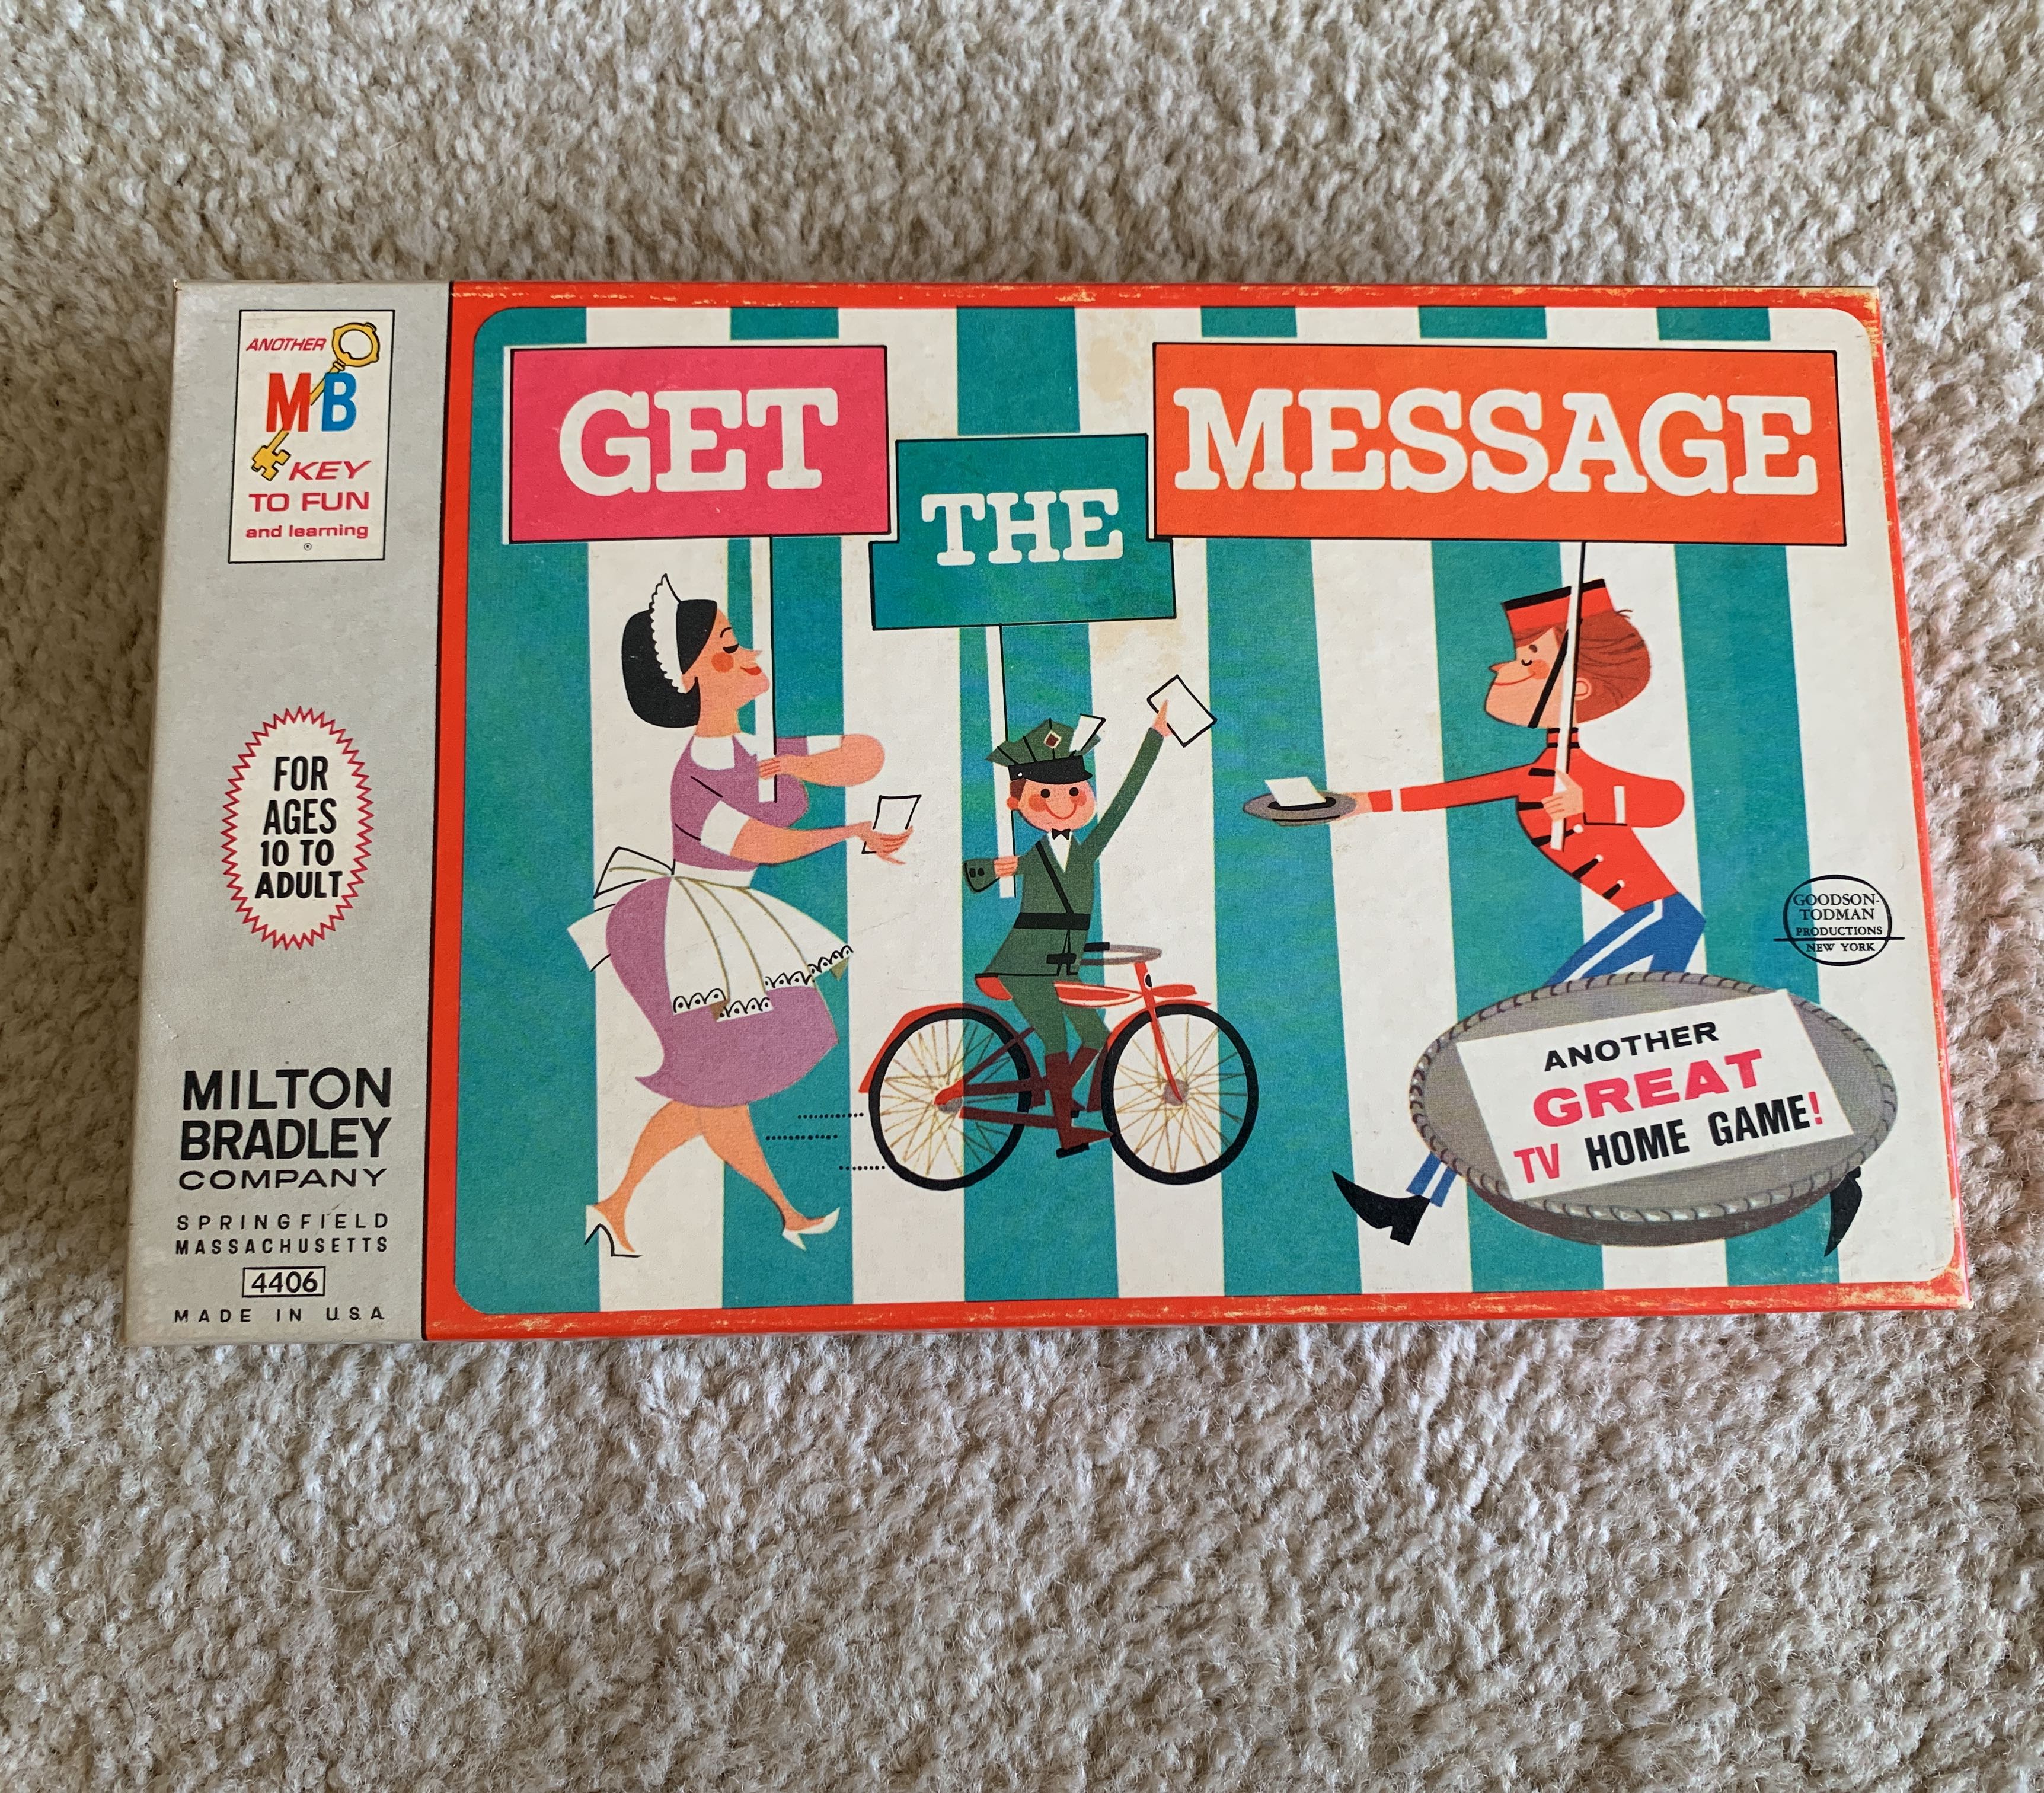 ANOTHER
MB
KEY
TO FUN
and learning
FOR
AGES
10 TO
ADULT
MILTON
BRADLEY
COMPANY
SPRINGFIELD
MASSACHUSETTS
4406
MADE IN U.S.A.
GET
THE
MESSAGE
GOODSON-
TODMAN
PRODUCTIONS
NEW YORK
ANOTHER
GREAT
TV HOME GAME!